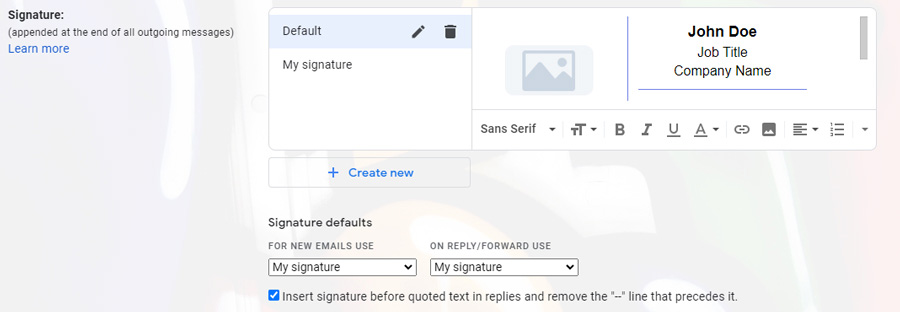 Signature:
(appended at the end of all outgoing messages)
Learn more
Default
My signature
John Doe
Job Title
Company Name
Sans Serif
B I U A
+ Create new
Signature defaults
FOR NEW EMAILS USE
ON REPLY/FORWARD USE
My signature
My signature
Insert signature before quoted text in replies and remove the "--" line that precedes it.